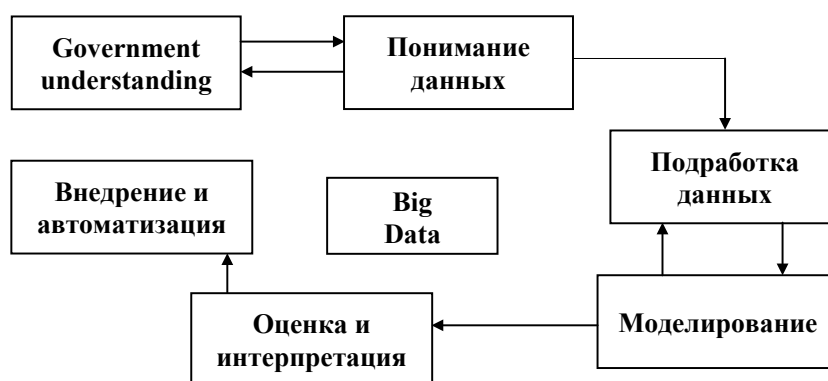 Government
understanding
Понимание
данных
Подработка
данных
Внедрение и
автоматизация
Big
Data
Моделирование
Оценка и
интерпретация